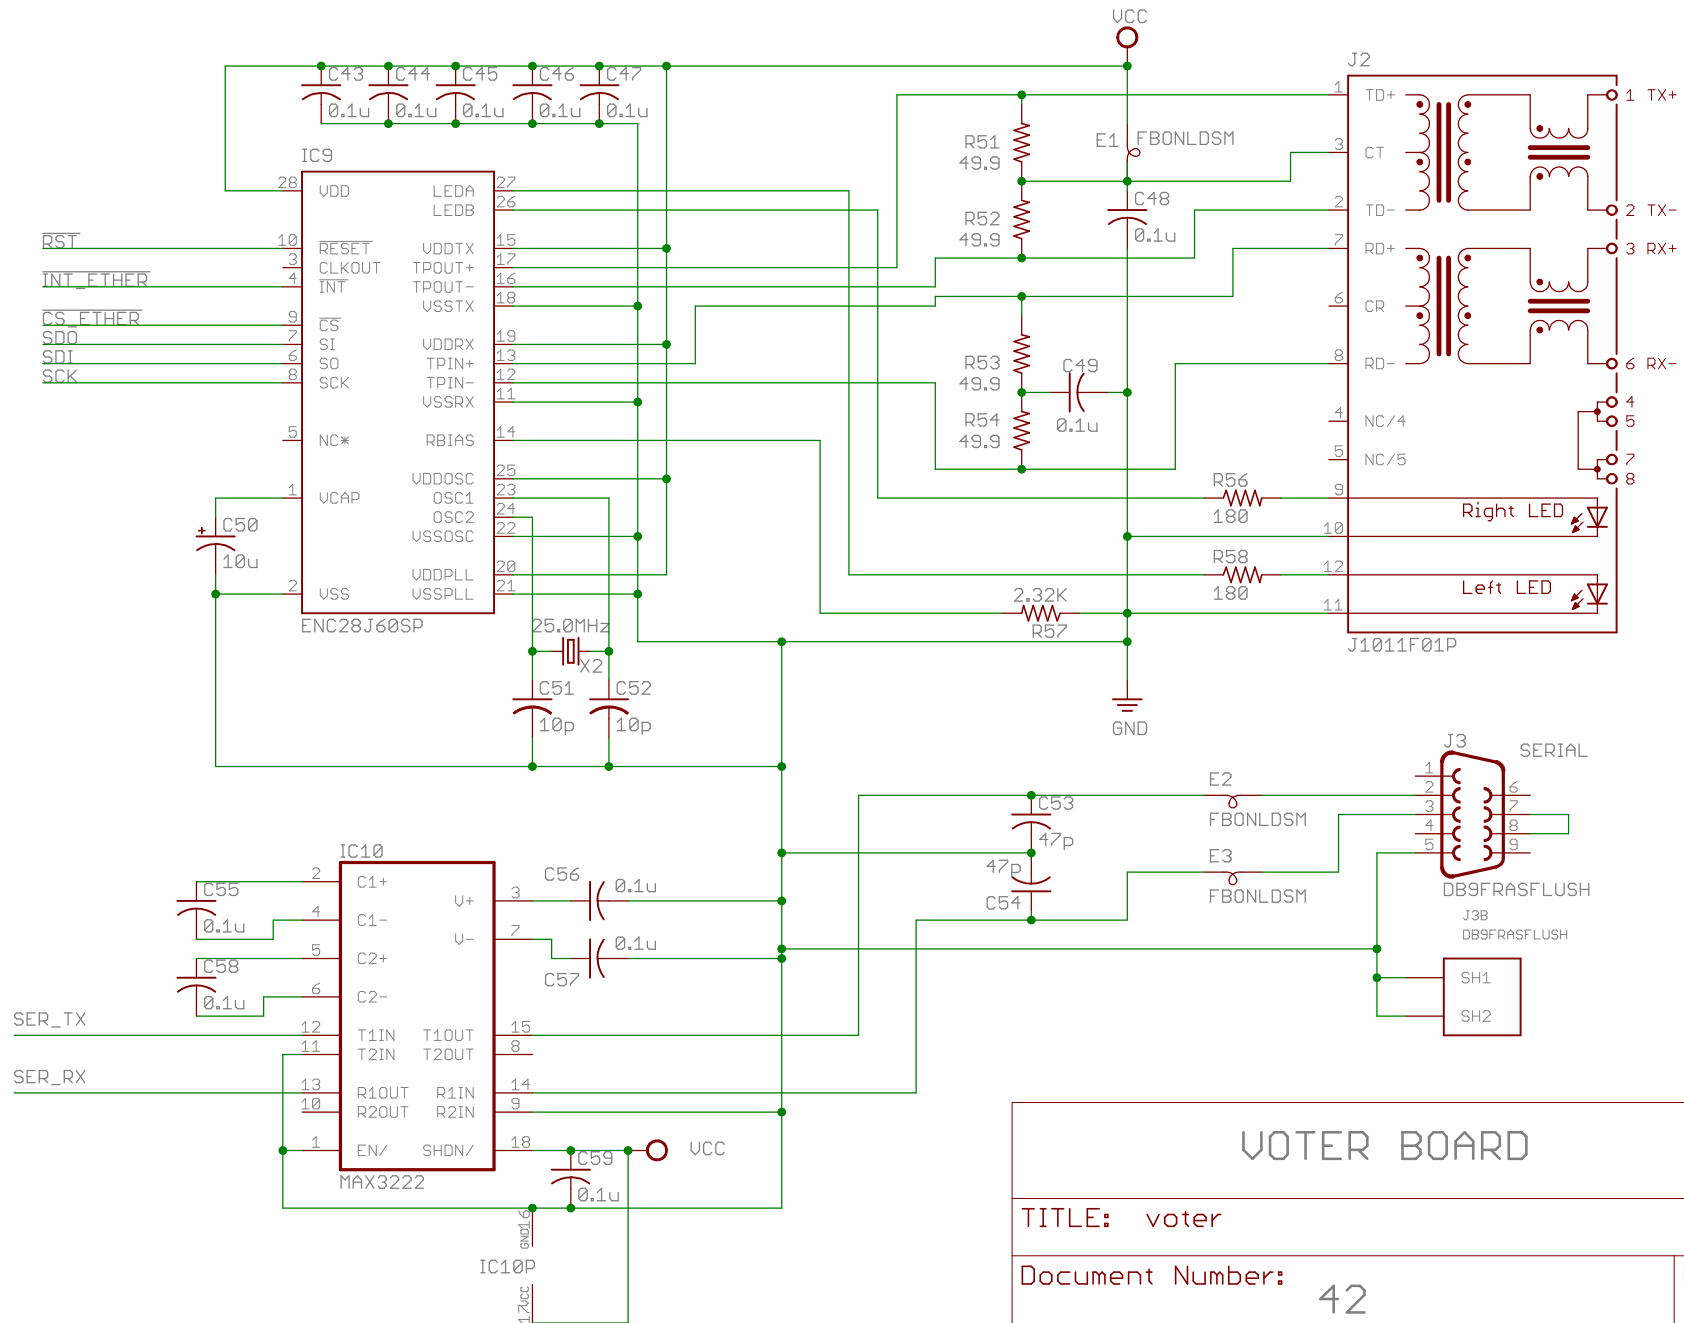 VCC
C43 C44 C45 C46 C47
0.1u 0.1u 0.1u 0.1u 0.1u
IC9
28 VDD LEDA 27
LEDB 26
RST 10 RESET VDDTX 15
3 CLKOUT TPOUT+ 17
INT_ETHER 4 INT TPOUT- 16
VSSTX 18
CS_ETHER 9 CS
SDO 7 SI VDDRX 19
SDI 6 SO TPIN+ 13
SCK 8 SCK TPIN- 12
VSSRX 11
5 NC* RBIAS 14
VDDOSC 25
1 VCAP OSC1 23
OSC2 24
VSSOSC 22
VDDPLL 20
2 VSS VSSPLL 21
ENC28J60SP
C50
+
10u
25.0MHz
X2
C51
10p
C52
10p
R51
49.9
R52
49.9
E1 FBONLDSM
C48
0.1u
R53
49.9
C49
0.1u
R54
49.9
R56
180
R58
180
2.32K
R57
GND
J2
1 TD+ 1 TX+
3 CT
2 TD- 2 TX-
7 RD+ 3 RX+
6 CR
8 RD- 6 RX-
4 NC/4 4
5
5 NC/5 7
8
9
Right LED
10
12
Left LED
11
J1011F01P
J3
SERIAL
1
2 6
3 7
4 8
5 9
DB9FRASFLUSH
J3B
DB9FRASFLUSH
SH1
SH2
E2
FBONLDSM
E3
FBONLDSM
C53
47p
47p
C54
IC10
2 C1+
C55
0.1u
4 C1-
V+ 3
5 C2+
V- 7
C58
0.1u
6 C2-
C56
0.1u
0.1u
C57
SER_TX 12 T1IN T1OUT 15
11 T2IN T2OUT 8
SER_RX 13 R1OUT R1IN 14
10 R2OUT R2IN 9
1 EN/ SHDN/ 18
MAX3222
C59
0.1u
VCC
GND16
IC10P
17VCC
VOTER BOARD
TITLE: voter
Document Number:
42